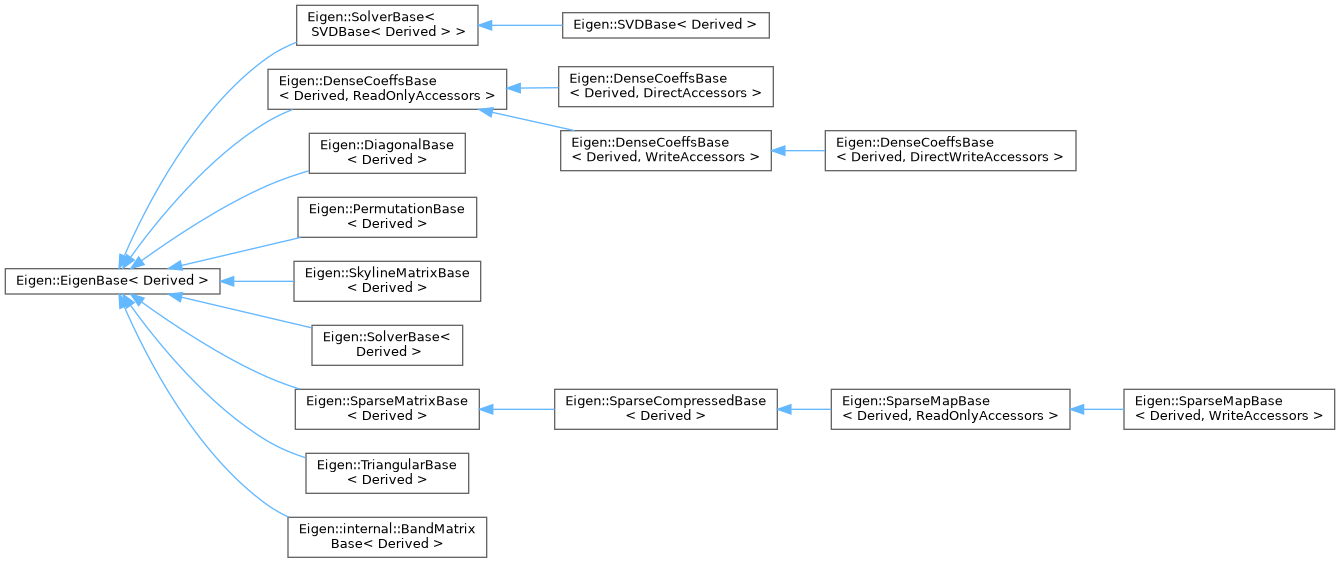 Eigen::SolverBase<
SVDBase< Derived > >
Eigen::SVDBase< Derived >
Eigen::DenseCoeffsBase
< Derived, ReadOnlyAccessors >
Eigen::DenseCoeffsBase
< Derived, DirectAccessors >
Eigen::DenseCoeffsBase
< Derived, WriteAccessors >
Eigen::DenseCoeffsBase
< Derived, DirectWriteAccessors >
Eigen::DiagonalBase
< Derived >
Eigen::PermutationBase
< Derived >
Eigen::EigenBase< Derived >
Eigen::SkylineMatrixBase
< Derived >
Eigen::SolverBase<
Derived >
Eigen::SparseMatrixBase
< Derived >
Eigen::SparseCompressedBase
< Derived >
Eigen::SparseMapBase
< Derived, ReadOnlyAccessors >
Eigen::SparseMapBase
< Derived, WriteAccessors >
Eigen::TriangularBase
< Derived >
Eigen::internal::BandMatrix
Base< Derived >